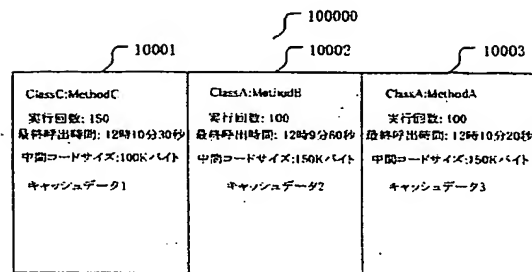 100000
10001
10002
10003
ClassC:MethodC
実行回数: 150
最終呼出時間: 12時10分30秒
中間コードサイズ:100Kバイト
キャッシュデータ1
ClassA:MethodB
実行回数: 100
最終呼出時間: 12時9分60秒
中間コードサイズ:150Kバイト
キャッシュデータ2
ClassA:MethodA
実行回数: 100
最終呼出時間: 12時10分20秒
中間コードサイズ:150Kバイト
キャッシュデータ3